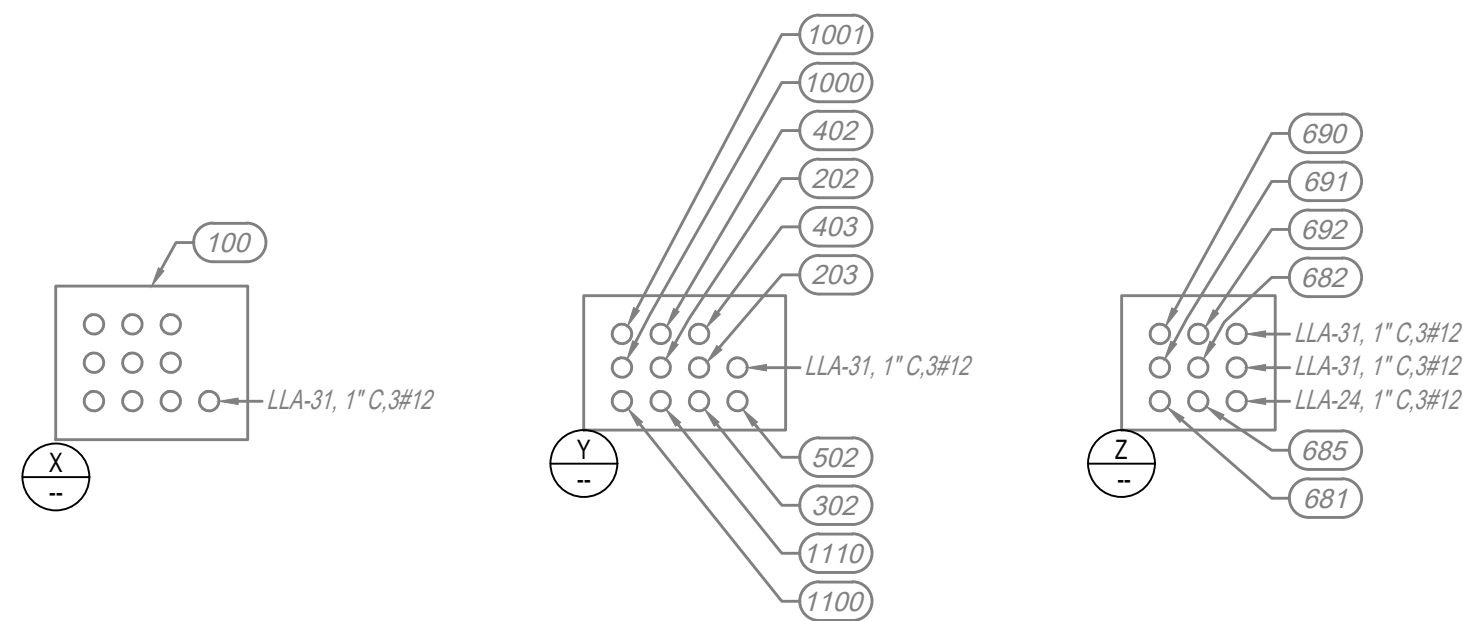 100
LLA-31, 1" C,3#12
X
--
1001
1000
402
202
403
203
LLA-31, 1" C,3#12
502
302
1110
1100
Y
--
690
691
692
682
LLA-31, 1" C,3#12
LLA-31, 1" C,3#12
LLA-24, 1" C,3#12
685
681
Z
--